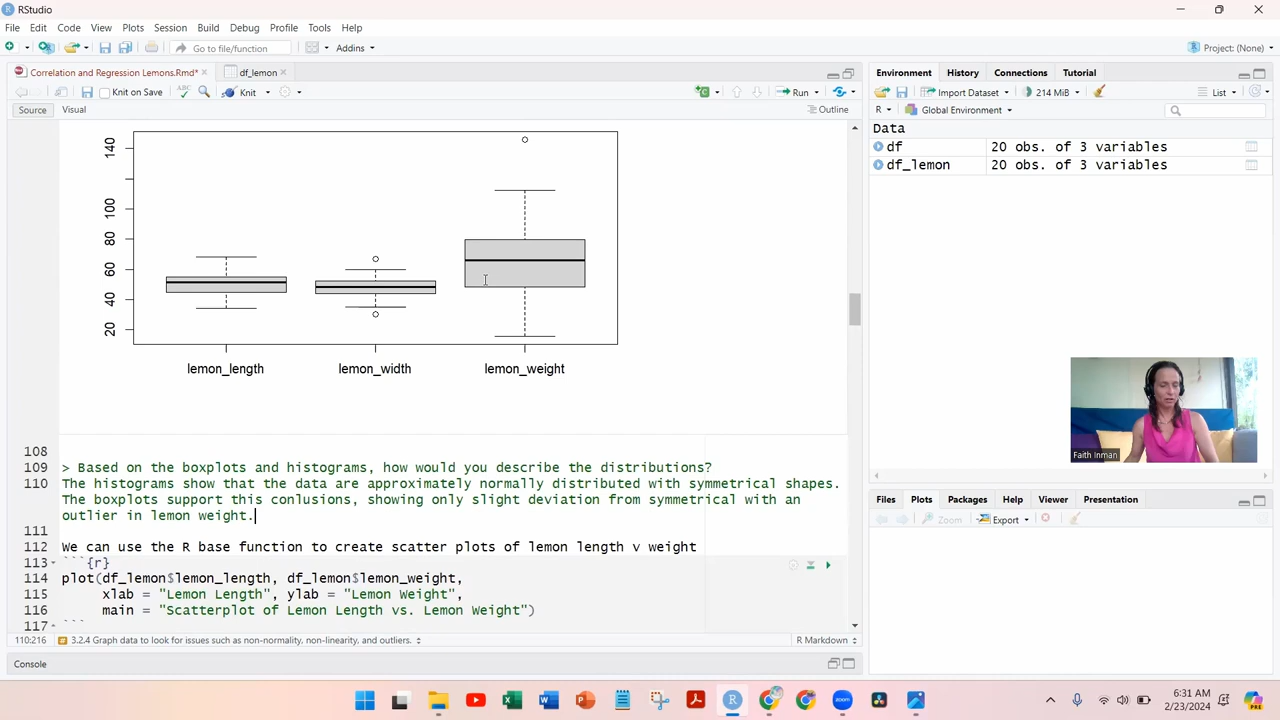 RStudio
File Edit Code View Plots Session Build Debug Profile Tools Help
Go to file/function Addins Project: (None)
Correlation and Regression Lemons.Rmd* df_lemon
Knit on Save ABC Knit Run
Source Visual Outline
140
100
80
60
40
20
lemon_length lemon_width lemon_weight
108
109 > Based on the boxplots and histograms, how would you describe the distributions?
110 The histograms show that the data are approximately normally distributed with symmetrical shapes.
The boxplots support this conlusions, showing only slight deviation from symmetrical with an
outlier in lemon weight.
111
112 We can use the R base function to create scatter plots of lemon length v weight
113 ```{r}
114 plot(df_lemon$lemon_length, df_lemon$lemon_weight,
115 xlab = "Lemon Length", ylab = "Lemon Weight",
116 main = "Scatterplot of Lemon Length vs. Lemon Weight")
117 ```
110:216 3.2.4 Graph data to look for issues such as non-normality, non-linearity, and outliers. R Markdown
Console
Environment History Connections Tutorial
Import Dataset 214 MiB List
R Global Environment
Data
df 20 obs. of 3 variables
df_lemon 20 obs. of 3 variables
Faith Inman
Files Plots Packages Help Viewer Presentation
Zoom Export
zoom
6:31 AM
2/23/2024
PRE